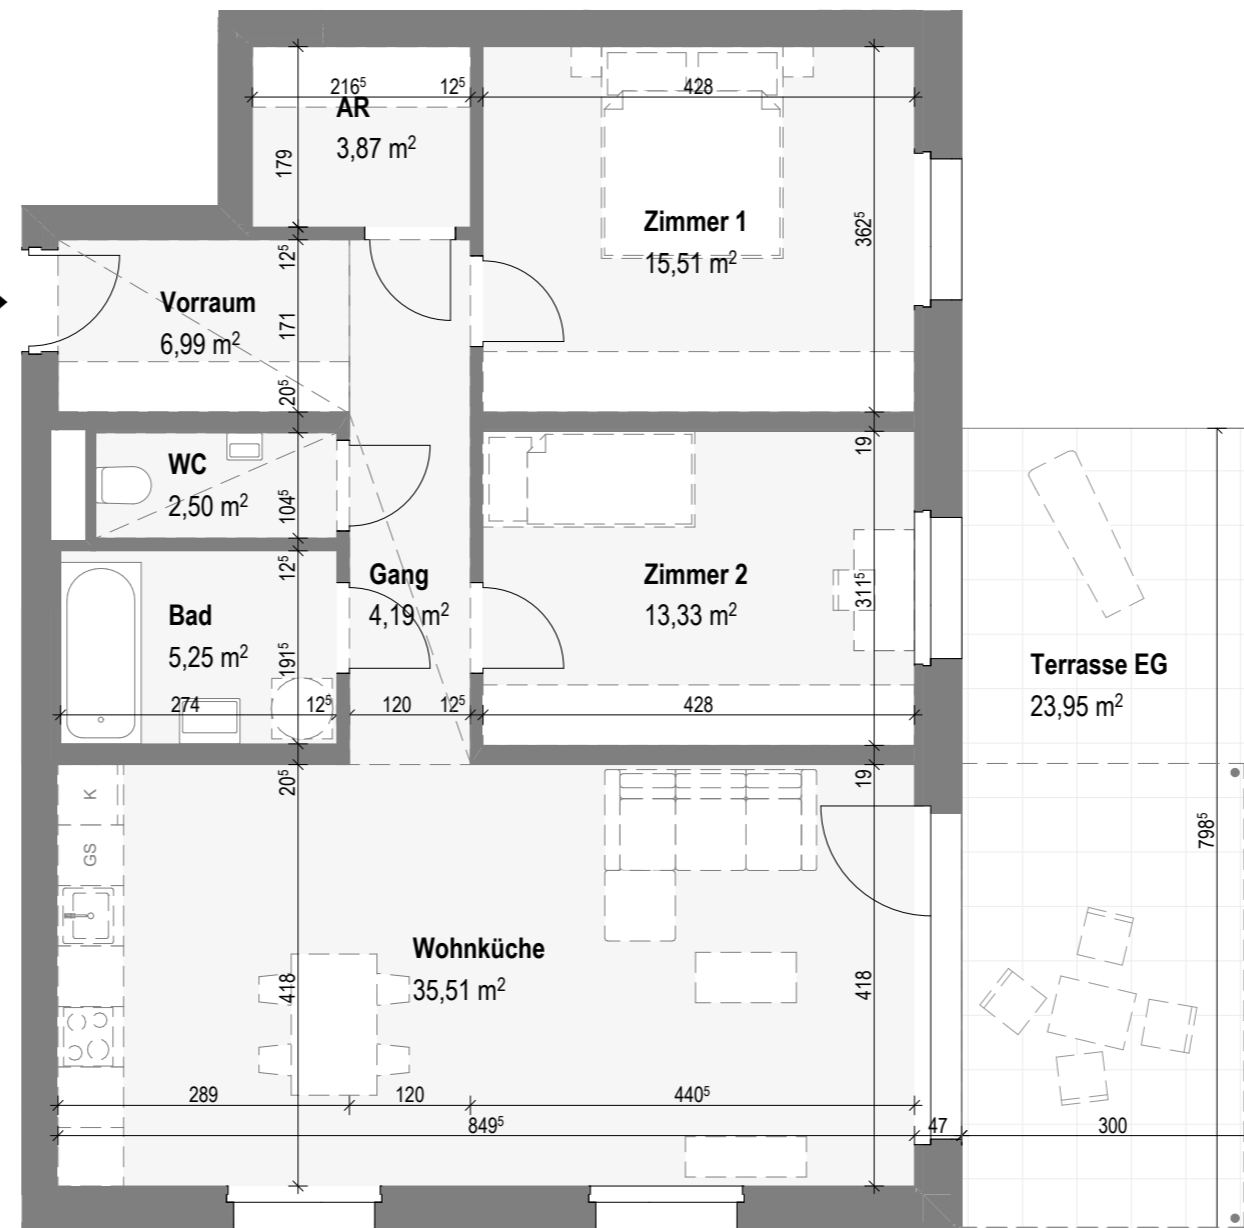 216⁵
12⁵
428
AR
3,87 m²
179
Zimmer 1
15,51 m²
362⁵
12⁵
Vorraum
6,99 m²
171
20⁵
19
WC
2,50 m²
104⁵
12⁵
Gang
4,19 m²
Zimmer 2
13,33 m²
311⁵
Bad
5,25 m²
191⁵
274
12⁵
120
12⁵
428
Terrasse EG
23,95 m²
20⁵
19
K
GS
798⁵
Wohnküche
35,51 m²
418
418
289
120
440⁵
849⁵
47
300